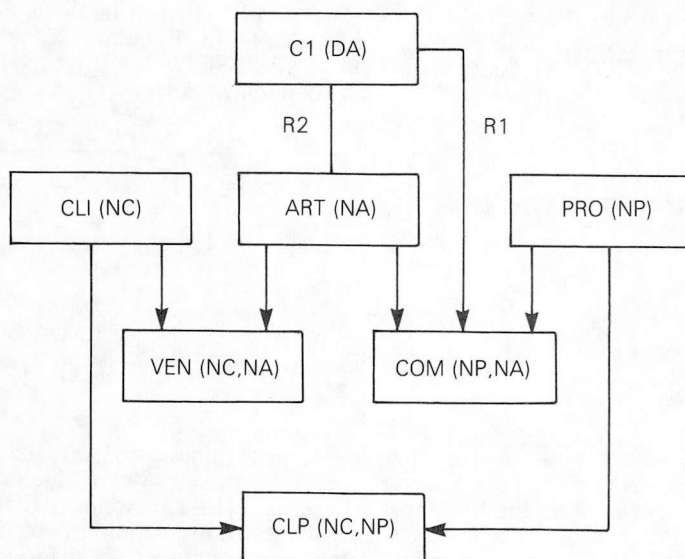 C1 (DA)
R2
R1
CLI (NC)
ART (NA)
PRO (NP)
VEN (NC,NA)
COM (NP,NA)
CLP (NC,NP)